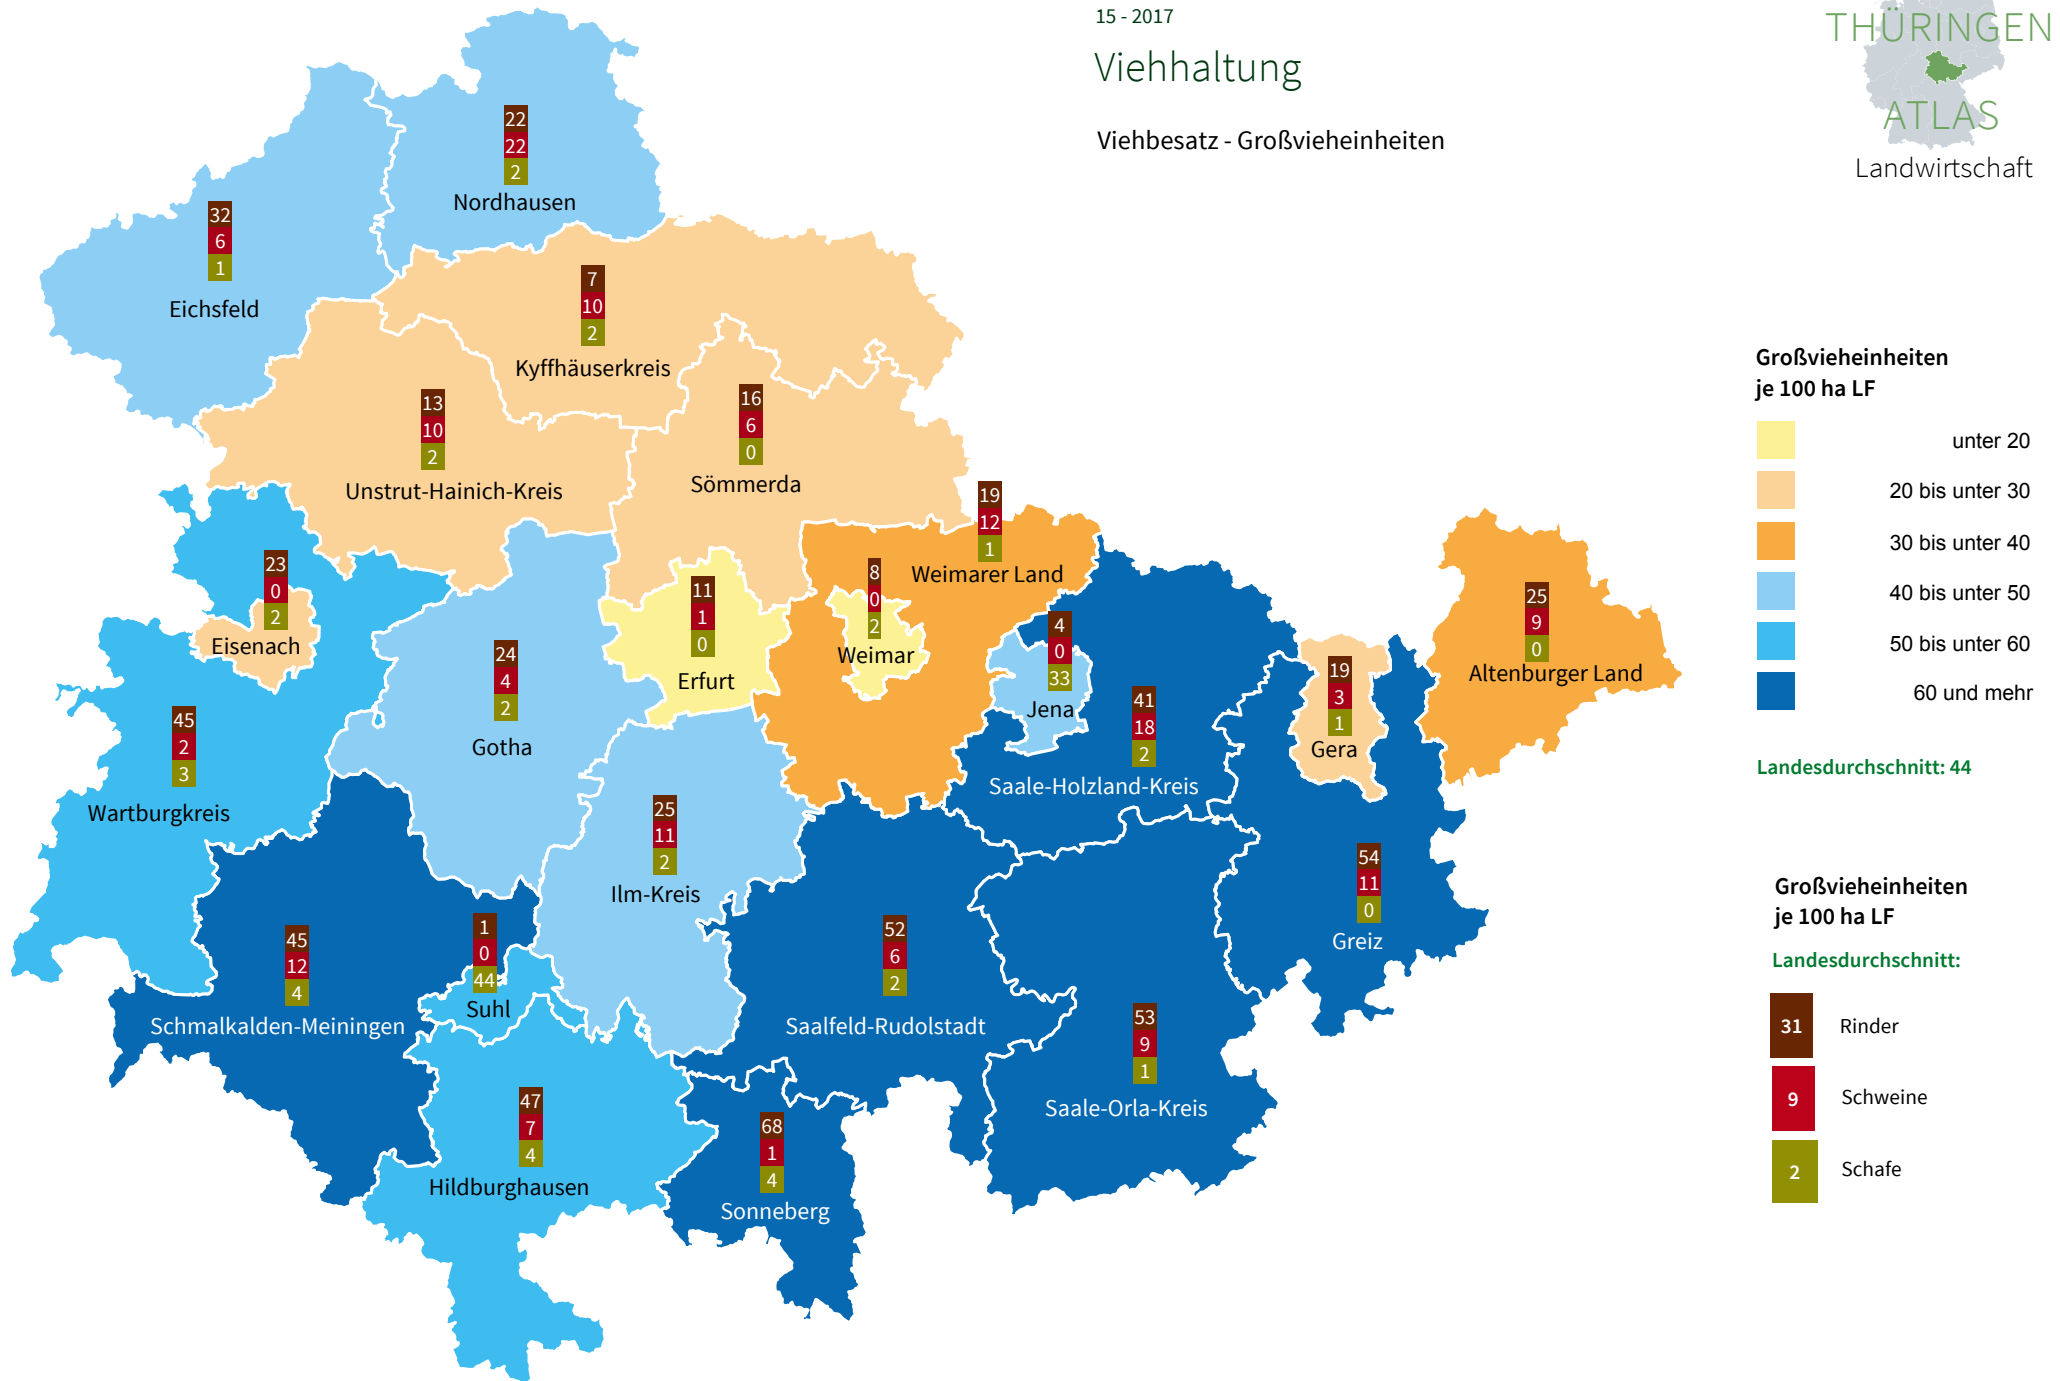 15 - 2017
Viehhaltung
Viehbesatz - Großvieheinheiten
THÜRINGEN
ATLAS
Landwirtschaft
22
22
2
Nordhausen
32
6
1
Eichsfeld
7
10
2
Kyffhäuserkreis
13
10
2
Unstrut-Hainich-Kreis
16
6
0
Sömmerda
19
12
1
Weimarer Land
23
0
2
Eisenach
11
1
0
Erfurt
8
0
2
Weimar
4
0
33
Jena
25
9
0
Altenburger Land
24
4
2
Gotha
19
3
1
Gera
41
18
2
Saale-Holzland-Kreis
45
2
3
Wartburgkreis
25
11
2
Ilm-Kreis
54
11
0
Greiz
45
12
4
Schmalkalden-Meiningen
1
0
44
Suhl
52
6
2
Saalfeld-Rudolstadt
53
9
1
Saale-Orla-Kreis
47
7
4
Hildburghausen
68
1
4
Sonneberg
Großvieheinheiten
je 100 ha LF
unter 20
20 bis unter 30
30 bis unter 40
40 bis unter 50
50 bis unter 60
60 und mehr
Landesdurchschnitt: 44
Großvieheinheiten
je 100 ha LF
Landesdurchschnitt:
31 Rinder
9 Schweine
2 Schafe